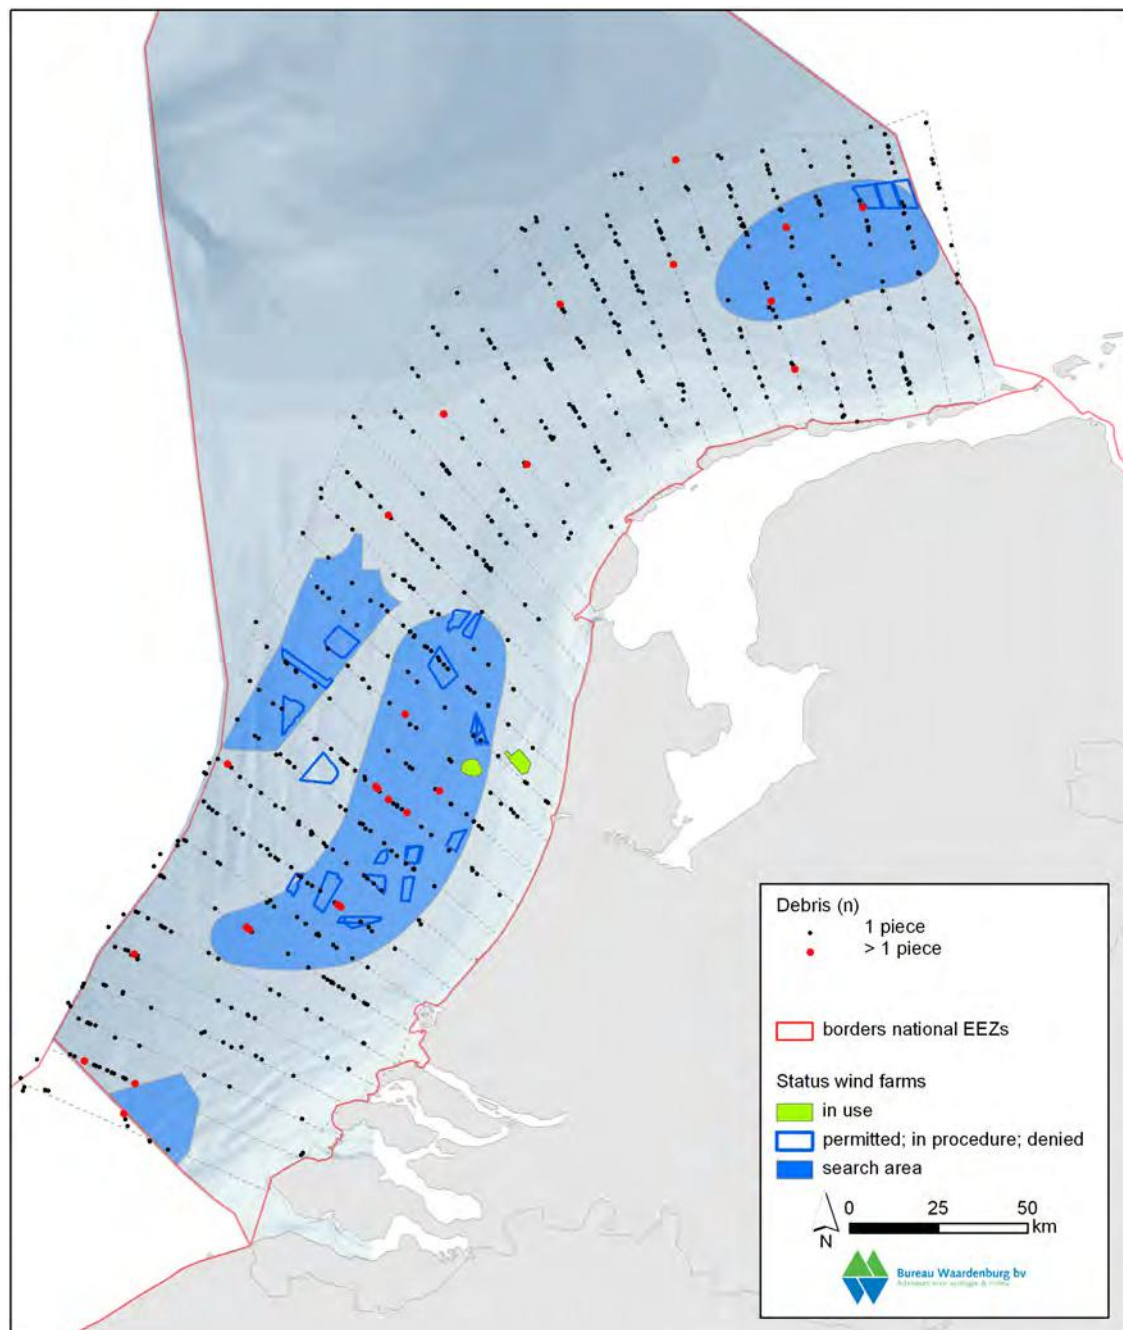 Debris (n)
1 piece
> 1 piece
borders national EEZs
Status wind farms
in use
permitted; in procedure; denied
search area
0 25 50
km
N
Bureau Waardenburg bv